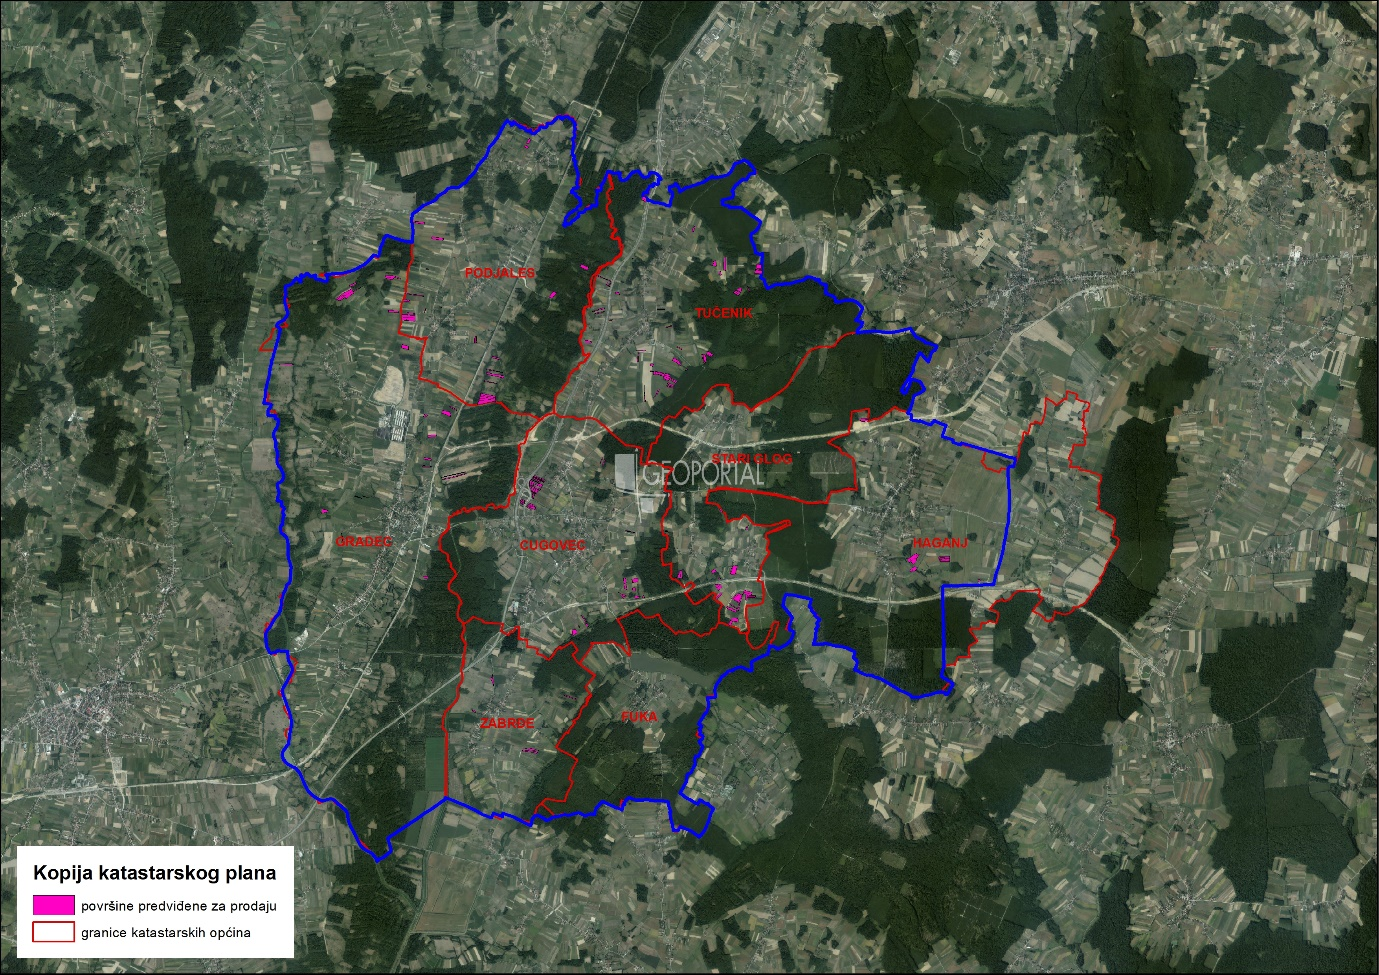 PODJALES
TUČENIK
STARI GLOG
GEOPORTAL
GRADEC
CUGOVEC
HAGANJ
ZABRĐE
FUKA
Kopija katastarskog plana
površine predviđene za prodaju
granice katastarskih općina